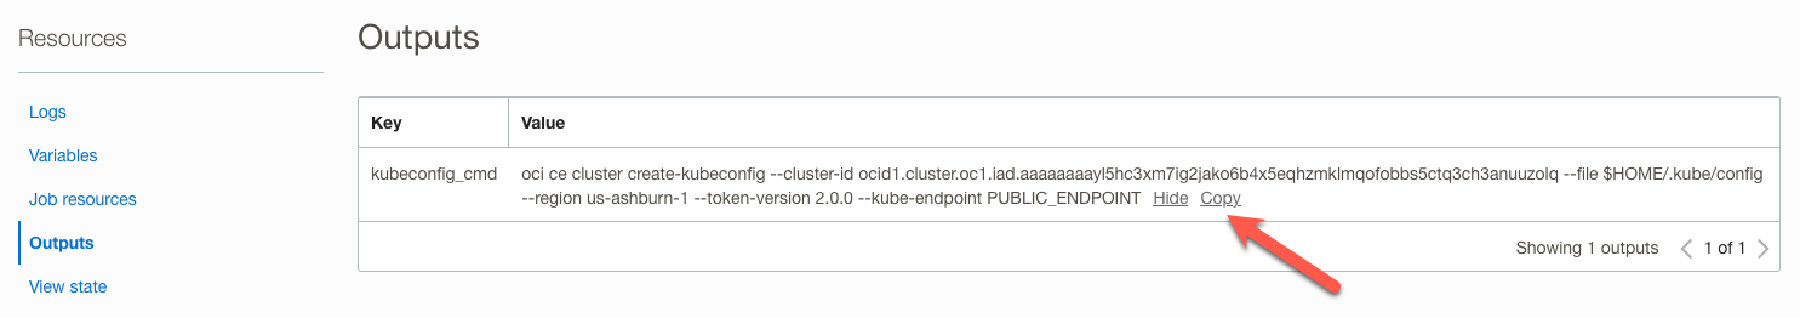 Resources
Logs
Variables
Job resources
Outputs
View state
Outputs
Key Value
kubeconfig_cmd oci ce cluster create-kubeconfig --cluster-id ocid1.cluster.oc1.iad.aaaaaaaayl5hc3xm7ig2jako6b4x5eqhzmklmqofobbs5ctq3ch3anuuzolq --file $HOME/.kube/config
--region us-ashburn-1 --token-version 2.0.0 --kube-endpoint PUBLIC_ENDPOINT Hide Copy
Showing 1 outputs < 1 of 1 >